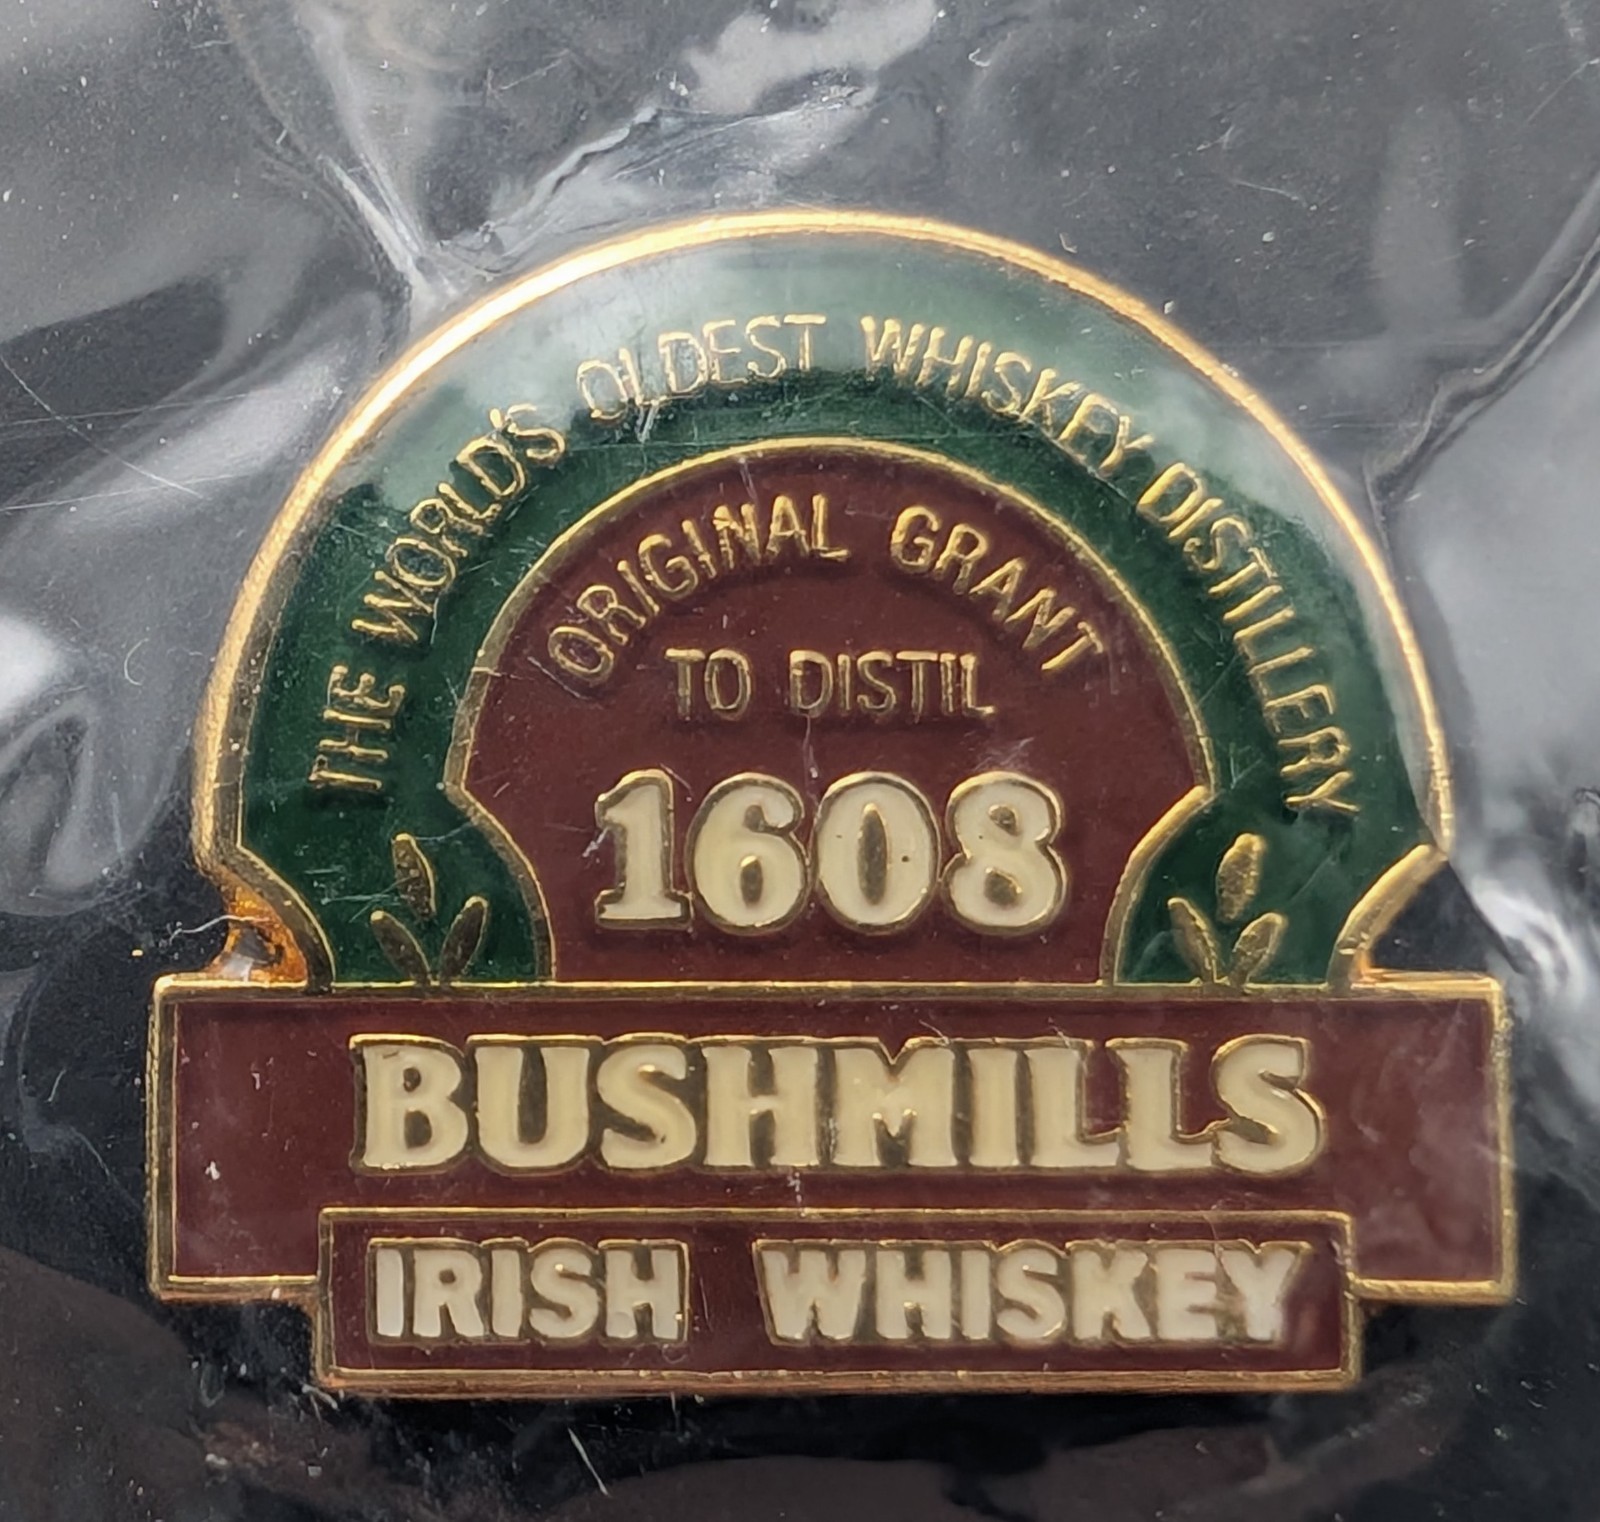 THE WORLD'S OLDEST WHISKEY DISTILLERY
ORIGINAL GRANT
TO DISTIL
1608
BUSHMILLS
IRISH WHISKEY